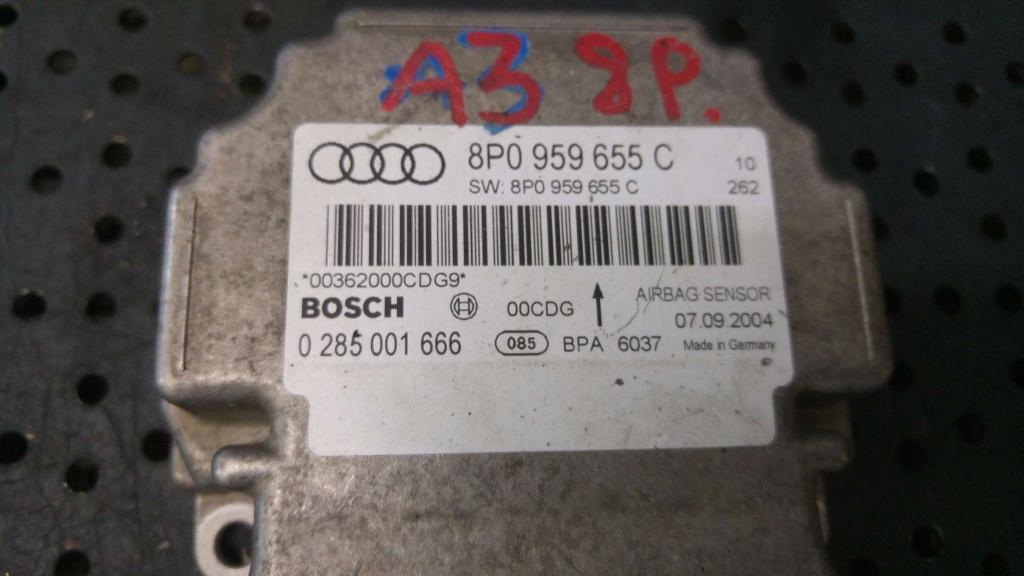 A3 8P.
8P0 959 655 C 10
SW: 8P0 959 655 C 262
*00362000CDG9*
BOSCH 00CDG AIRBAG SENSOR
07.09.2004
0 285 001 666 085 BPA 6037 Made in Germany